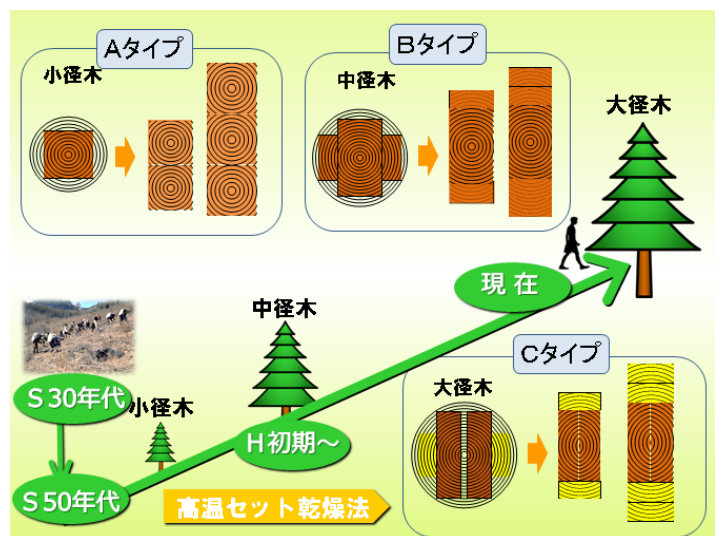 Aタイプ
小径木
Bタイプ
中径木
大径木
現 在
中径木
S30年代
小径木
H初期～
S50年代
高温セット乾燥法
Cタイプ
大径木